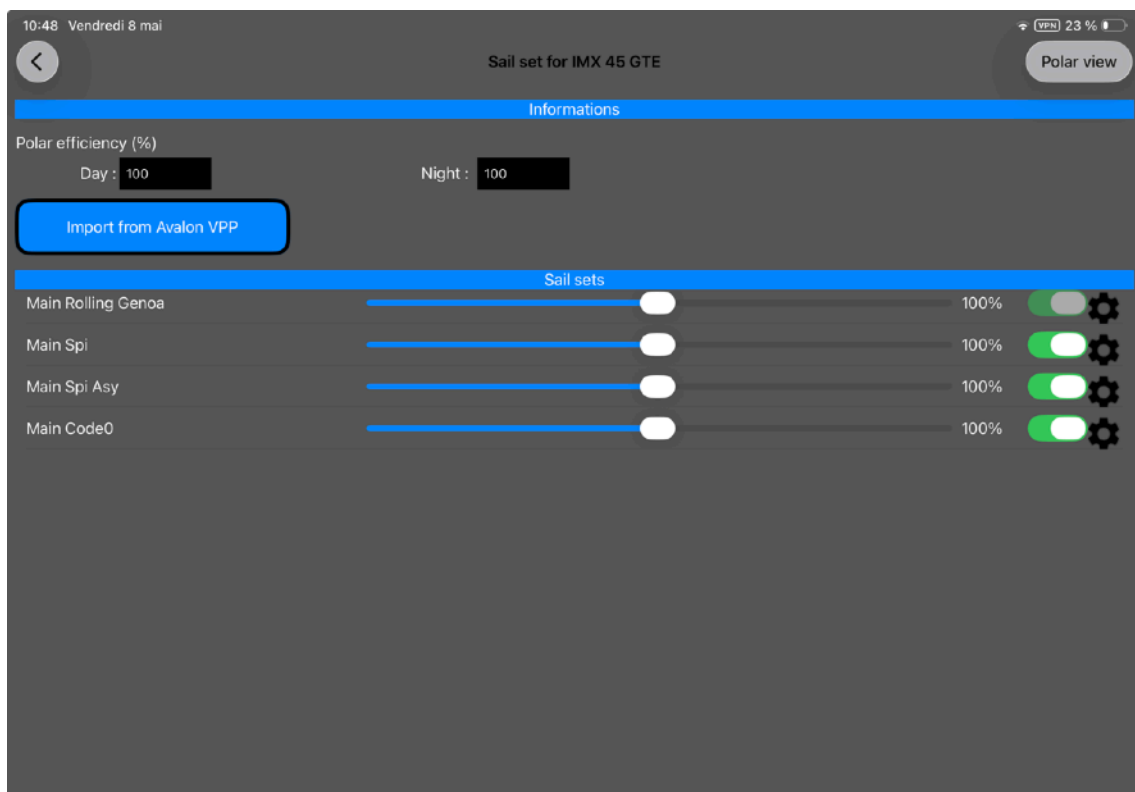 10:48 Vendredi 8 mai VPN 23 %
Sail set for IMX 45 GTE Polar view
Informations
Polar efficiency (%)
Day : 100 Night : 100
Import from Avalon VPP
Sail sets
Main Rolling Genoa 100%
Main Spi 100%
Main Spi Asy 100%
Main Code0 100%